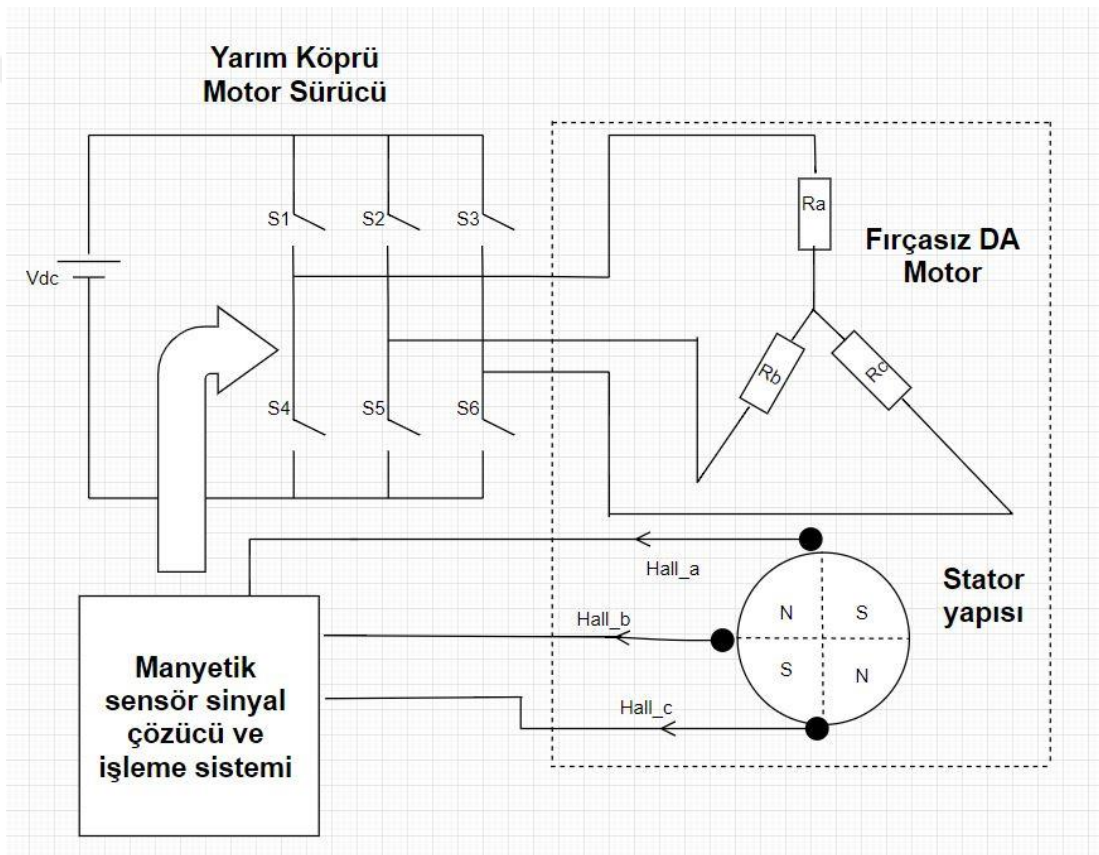 Yarım Köprü
Motor Sürücü
S1
S2
S3
Vdc
S4
S5
S6
Ra
Rb
Rc
Fırçasız DA
Motor
Hall_a
Hall_b
Hall_c
N
S
S
N
Stator
yapısı
Manyetik
sensör sinyal
çözücü ve
işleme sistemi